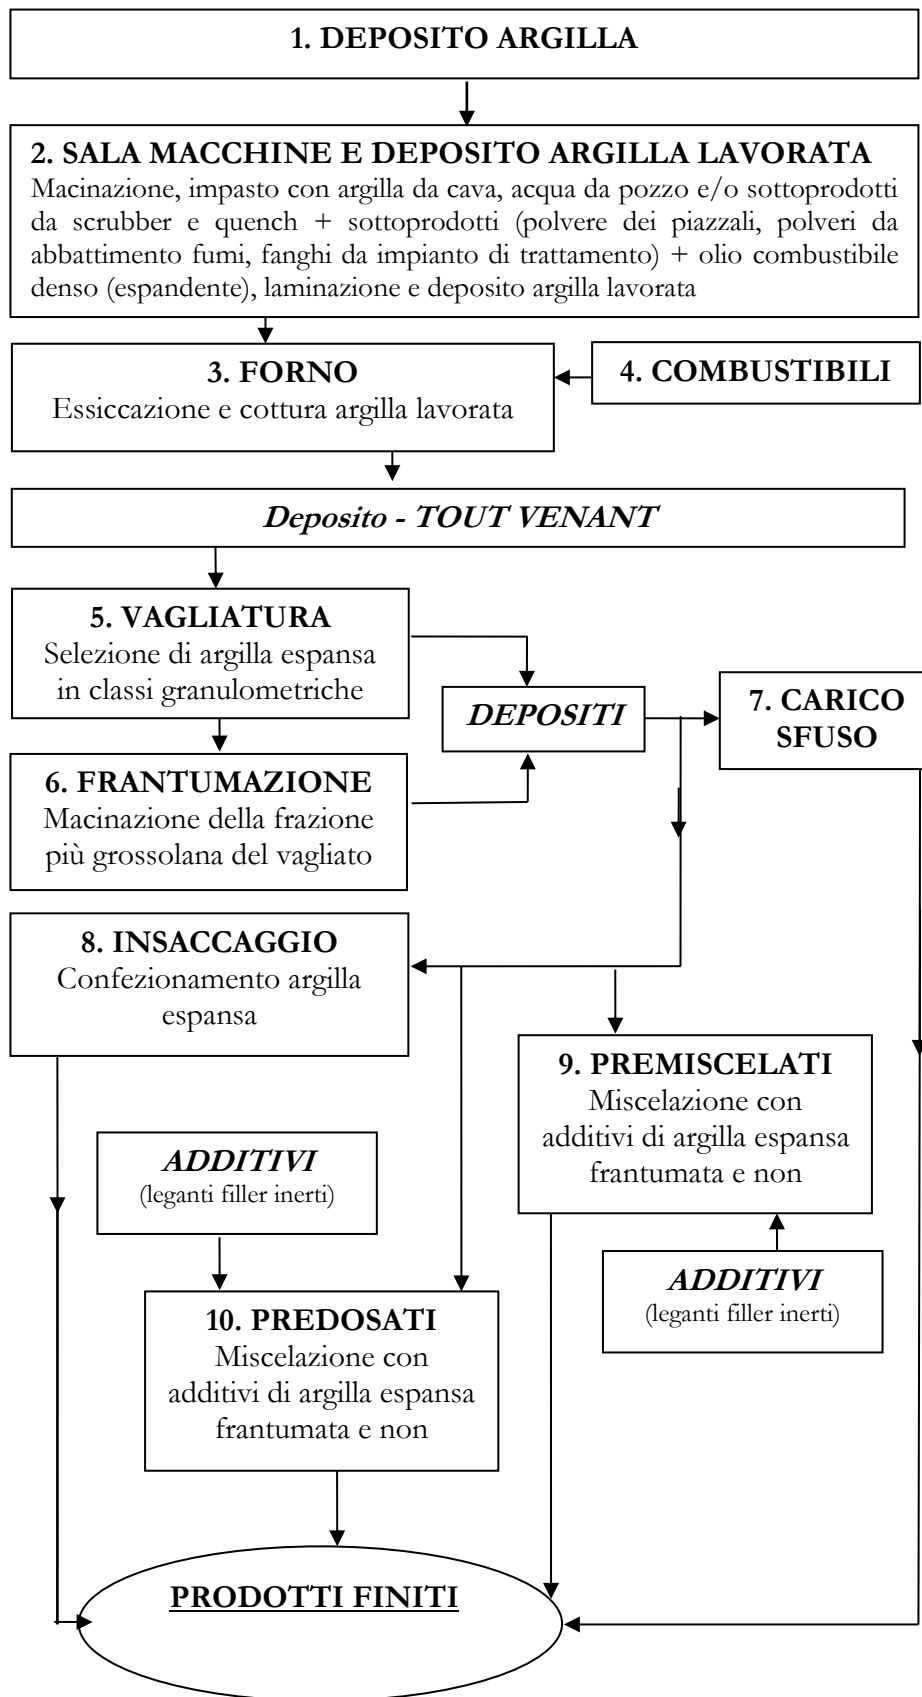 1. DEPOSITO ARGILLA
2. SALA MACCHINE E DEPOSITO ARGILLA LAVORATA
Macinazione, impasto con argilla da cava, acqua da pozzo e/o sottoprodotti
da scrubber e quench + sottoprodotti (polvere dei piazzali, polveri da
abbattimento fumi, fanghi da impianto di trattamento) + olio combustibile
denso (espandente), laminazione e deposito argilla lavorata
3. FORNO
Essiccazione e cottura argilla lavorata
4. COMBUSTIBILI
Deposito - TOUT VENANT
5. VAGLIATURA
Selezione di argilla espansa
in classi granulometriche
DEPOSITI
7. CARICO
SFUSO
6. FRANTUMAZIONE
Macinazione della frazione
più grossolana del vagliato
8. INSACCAGGIO
Confezionamento argilla
espansa
9. PREMISCELATI
Miscelazione con
additivi di argilla espansa
frantumata e non
ADDITIVI
(leganti filler inerti)
ADDITIVI
(leganti filler inerti)
10. PREDOSATI
Miscelazione con
additivi di argilla espansa
frantumata e non
PRODOTTI FINITI